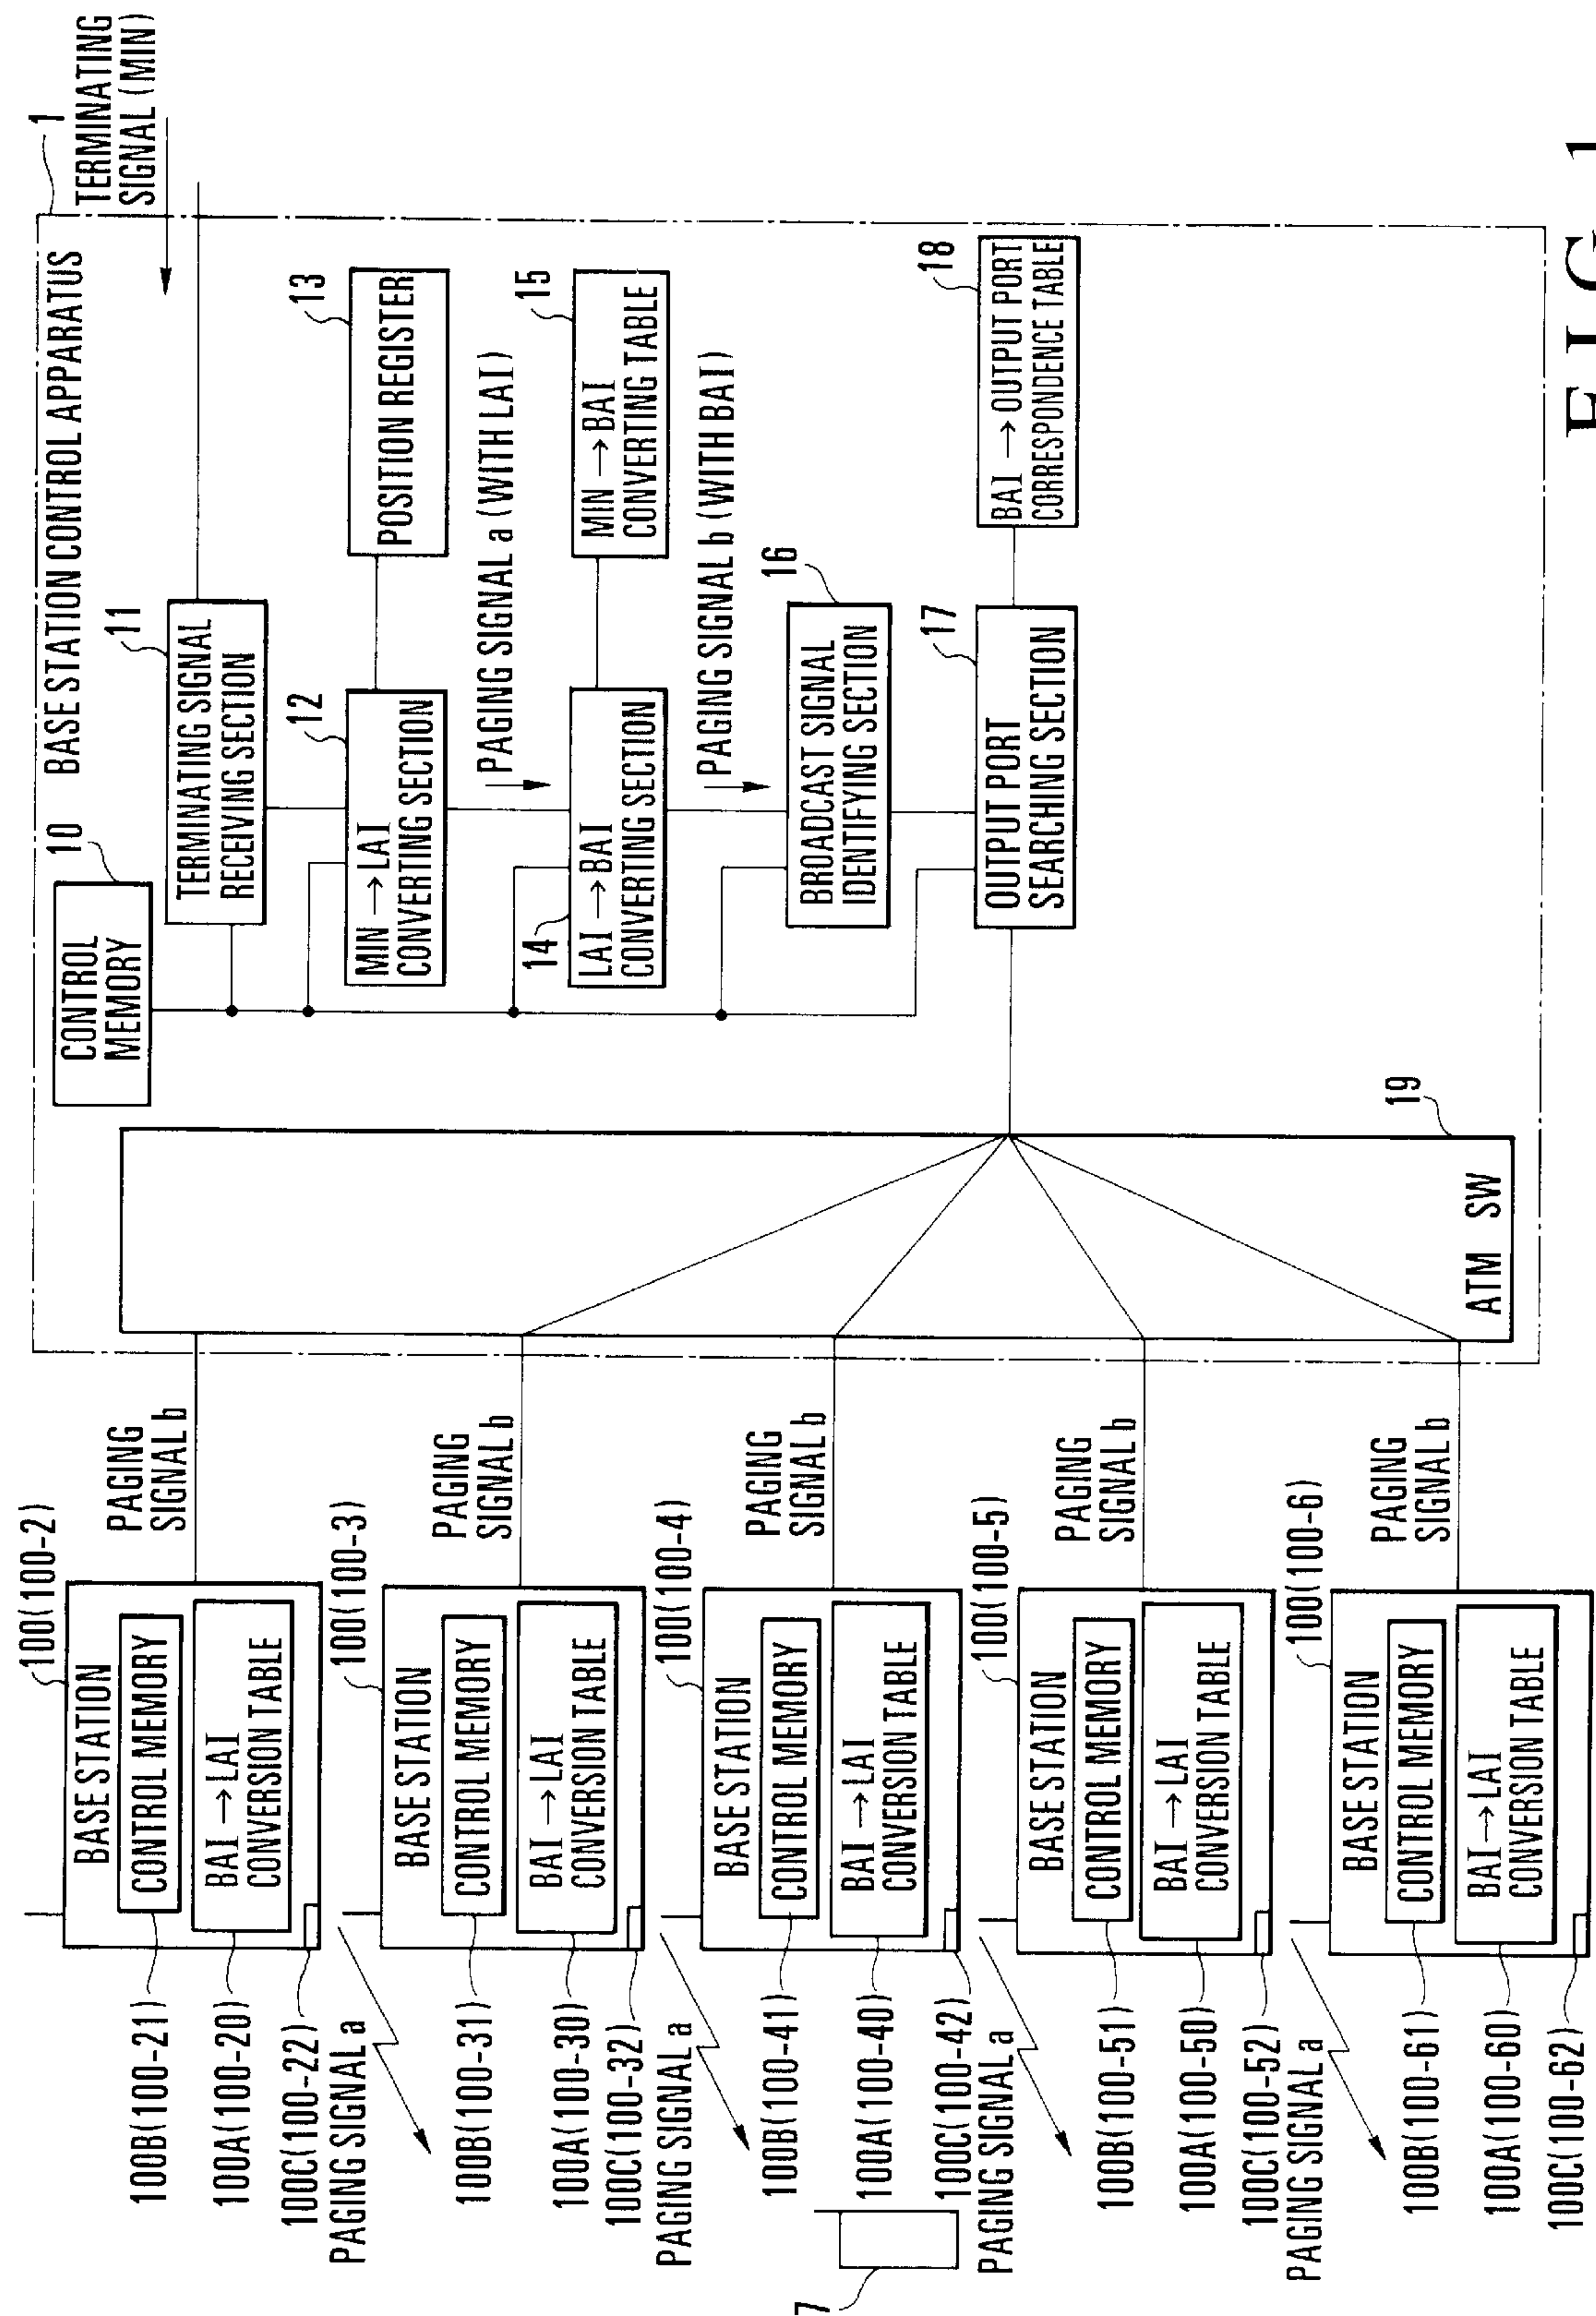 1
TERMINATING
SIGNAL (MIN)
BASE STATION CONTROL APPARATUS
10
CONTROL
MEMORY
11
TERMINATING SIGNAL
RECEIVING SECTION
12
MIN → LAI
CONVERTING SECTION
13
POSITION REGISTER
PAGING SIGNAL a (WITH LAI)
14
LAI → BAI
CONVERTING SECTION
15
MIN → BAI
CONVERTING TABLE
PAGING SIGNAL b (WITH BAI)
16
BROADCAST SIGNAL
IDENTIFYING SECTION
17
OUTPUT PORT
SEARCHING SECTION
18
BAI → OUTPUT PORT
CORRESPONDENCE TABLE
19
ATM SW
PAGING
SIGNAL b
PAGING
SIGNAL b
PAGING
SIGNAL b
PAGING
SIGNAL b
PAGING
SIGNAL b
100(100-2)
BASE STATION
CONTROL MEMORY
BAI → LAI
CONVERSION TABLE
100B(100-21)
100A(100-20)
100C(100-22)
PAGING SIGNAL a
100(100-3)
BASE STATION
CONTROL MEMORY
BAI → LAI
CONVERSION TABLE
100B(100-31)
100A(100-30)
100C(100-32)
PAGING SIGNAL a
100(100-4)
BASE STATION
CONTROL MEMORY
BAI → LAI
CONVERSION TABLE
100B(100-41)
100A(100-40)
100C(100-42)
PAGING SIGNAL a
100(100-5)
BASE STATION
CONTROL MEMORY
BAI → LAI
CONVERSION TABLE
100B(100-51)
100A(100-50)
100C(100-52)
PAGING SIGNAL a
100(100-6)
BASE STATION
CONTROL MEMORY
BAI → LAI
CONVERSION TABLE
100B(100-61)
100A(100-60)
100C(100-62)
7